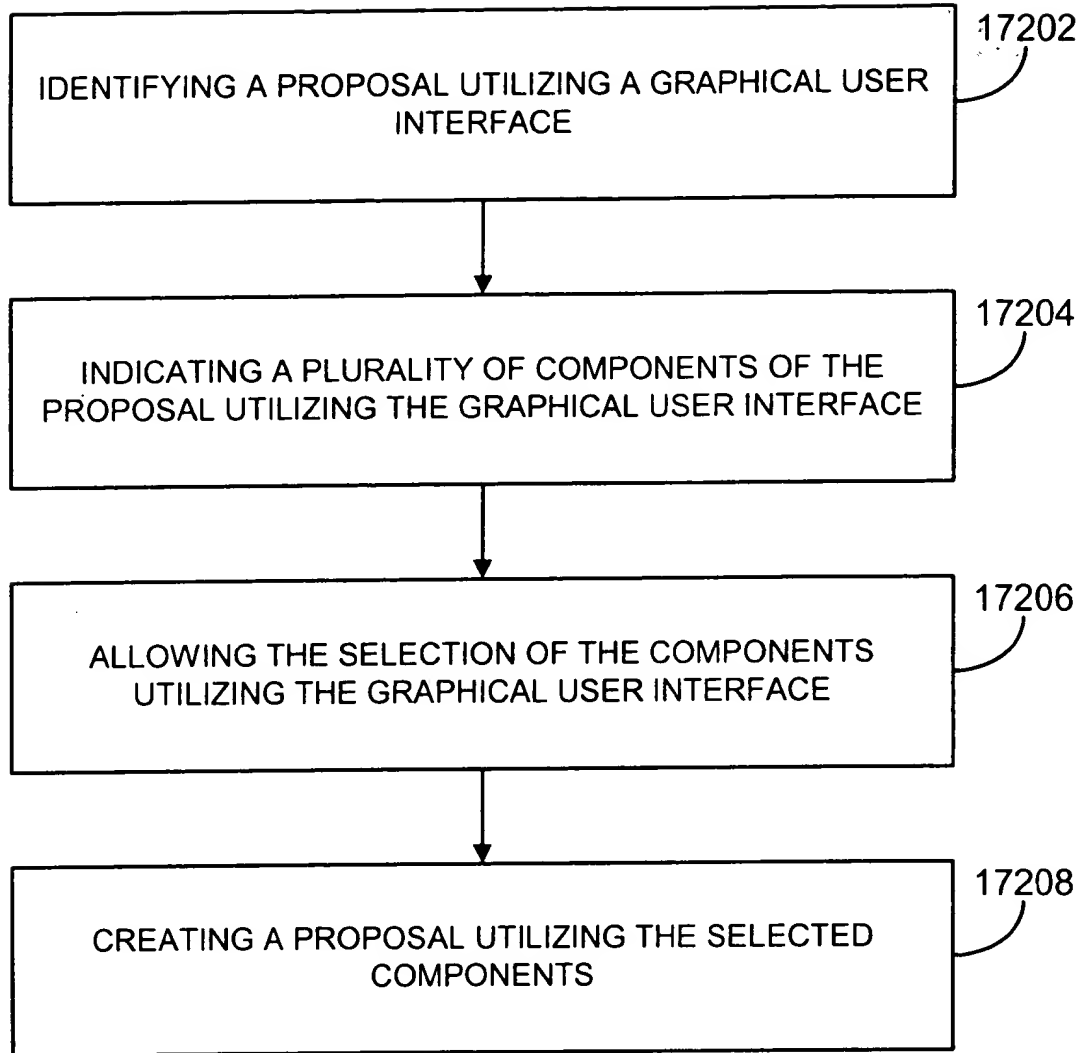 17202
IDENTIFYING A PROPOSAL UTILIZING A GRAPHICAL USER
INTERFACE
17204
INDICATING A PLURALITY OF COMPONENTS OF THE
PROPOSAL UTILIZING THE GRAPHICAL USER INTERFACE
17206
ALLOWING THE SELECTION OF THE COMPONENTS
UTILIZING THE GRAPHICAL USER INTERFACE
17208
CREATING A PROPOSAL UTILIZING THE SELECTED
COMPONENTS